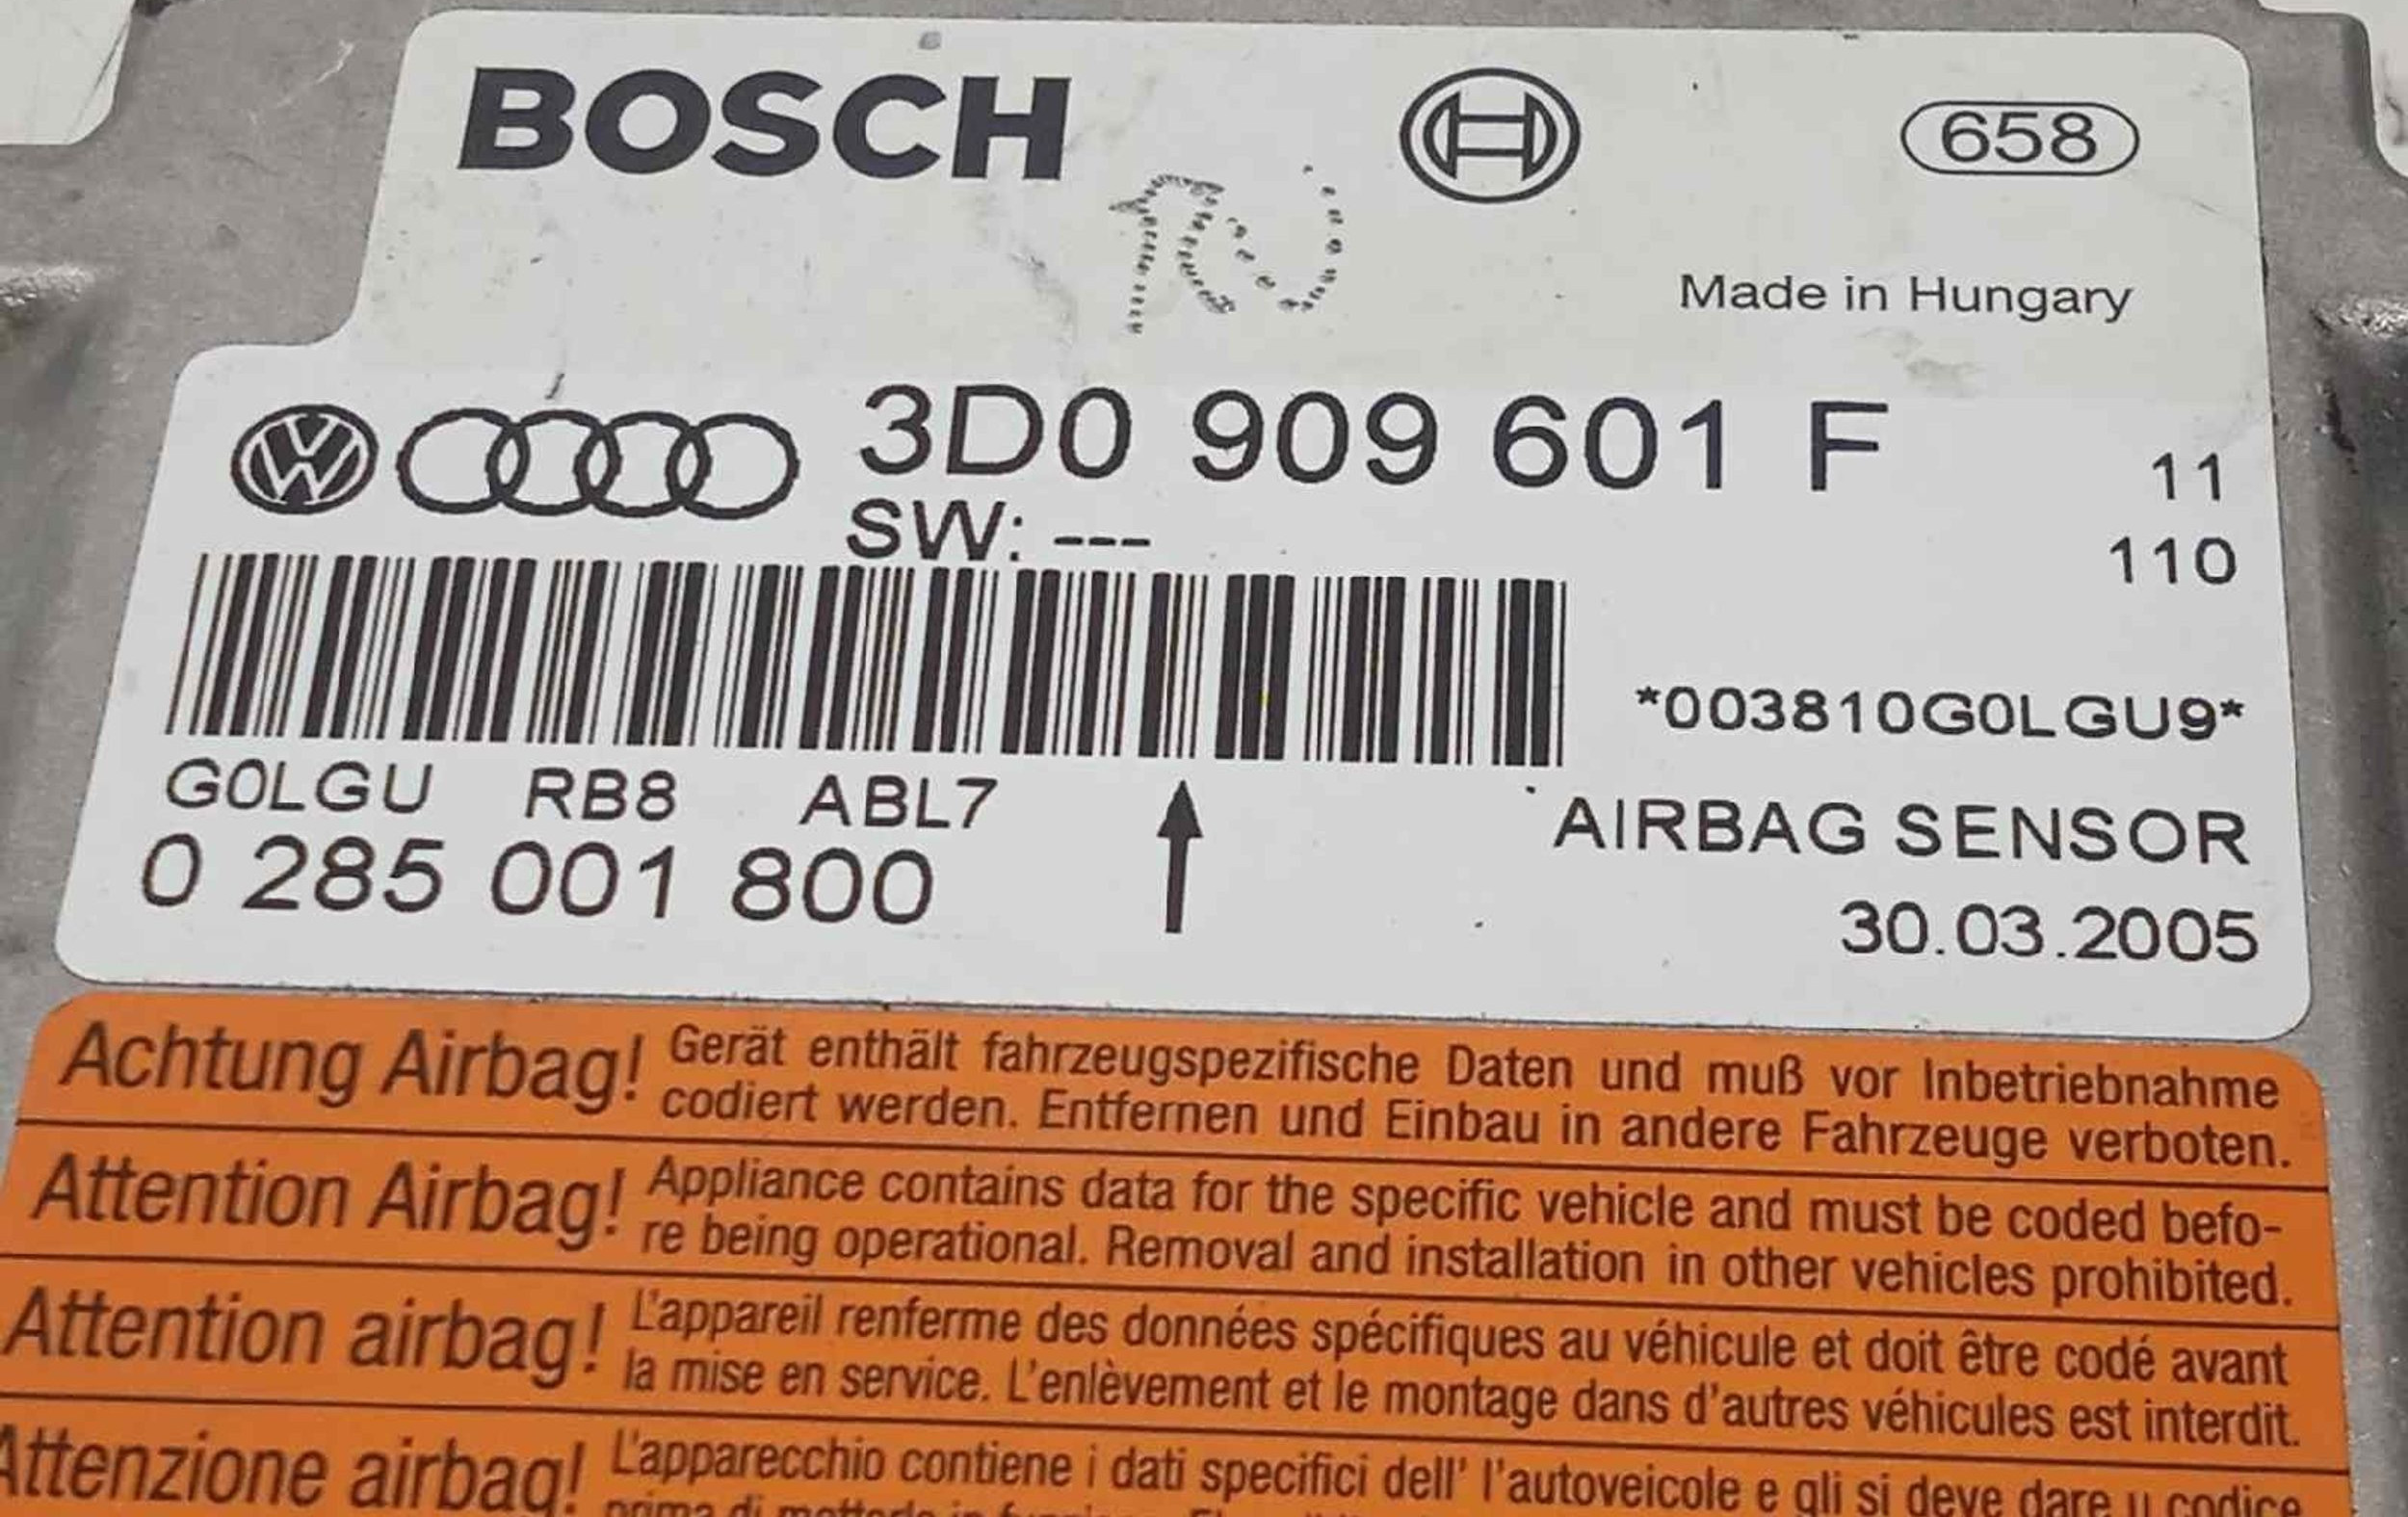 BOSCH
658
Made in Hungary
3D0 909 601 F
11
SW: ---
110
*003810G0LGU9*
G0LGU RB8 ABL7
AIRBAG SENSOR
0 285 001 800
30.03.2005
Achtung Airbag! Gerät enthält fahrzeugspezifische Daten und muß vor Inbetriebnahme
codiert werden. Entfernen und Einbau in andere Fahrzeuge verboten.
Attention Airbag! Appliance contains data for the specific vehicle and must be coded befo-
re being operational. Removal and installation in other vehicles prohibited.
Attention airbag! L'appareil renferme des données spécifiques au véhicule et doit être codé avant
la mise en service. L'enlèvement et le montage dans d'autres véhicules est interdit.
Attenzione airbag! L'apparecchio contiene i dati specifici dell' l'autoveicole e gli si deve dare u codice